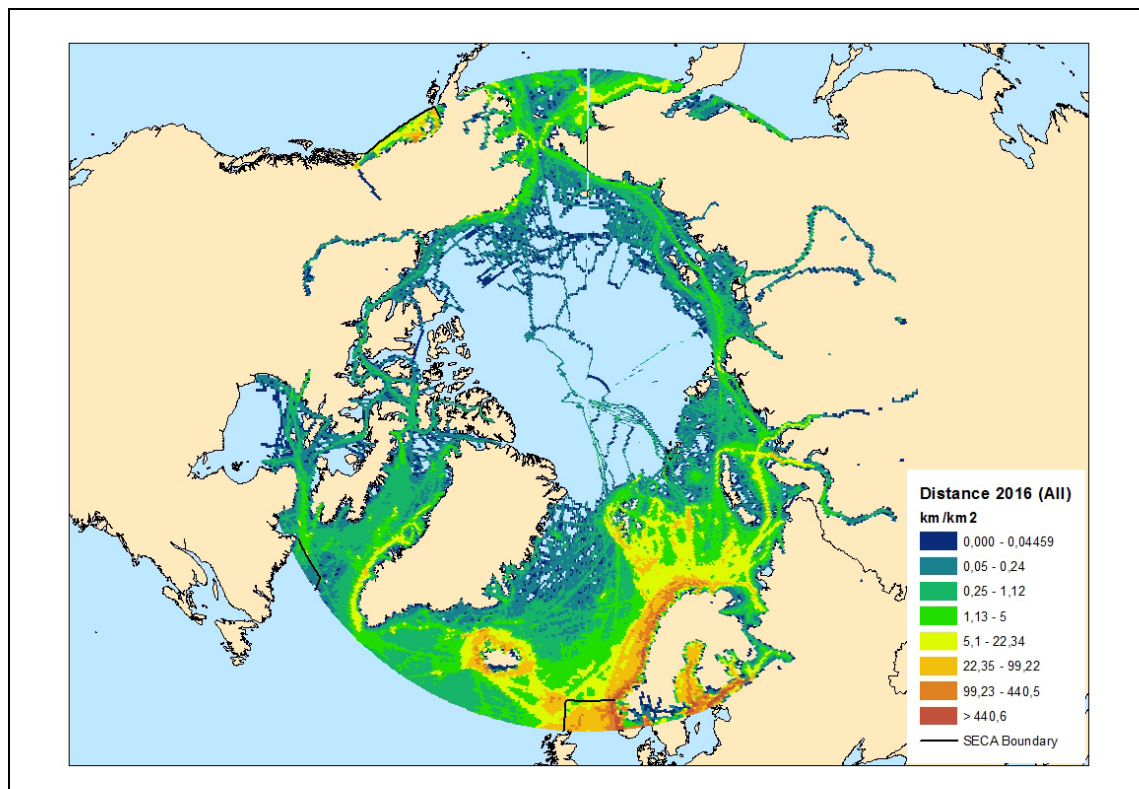 Distance 2016 (All)
km/km2
0,000 - 0,04459
0,05 - 0,24
0,25 - 1,12
1,13 - 5
5,1 - 22,34
22,35 - 99,22
99,23 - 440,5
> 440,6
SECA Boundary